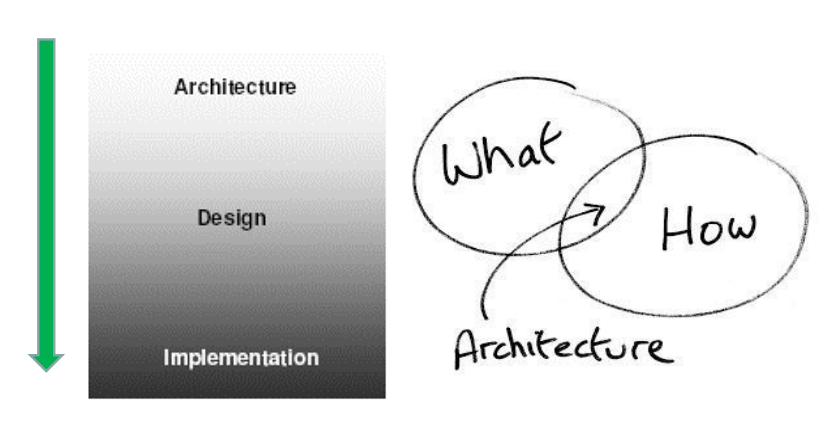 Architecture
Design
Implementation
What
How
Architecture